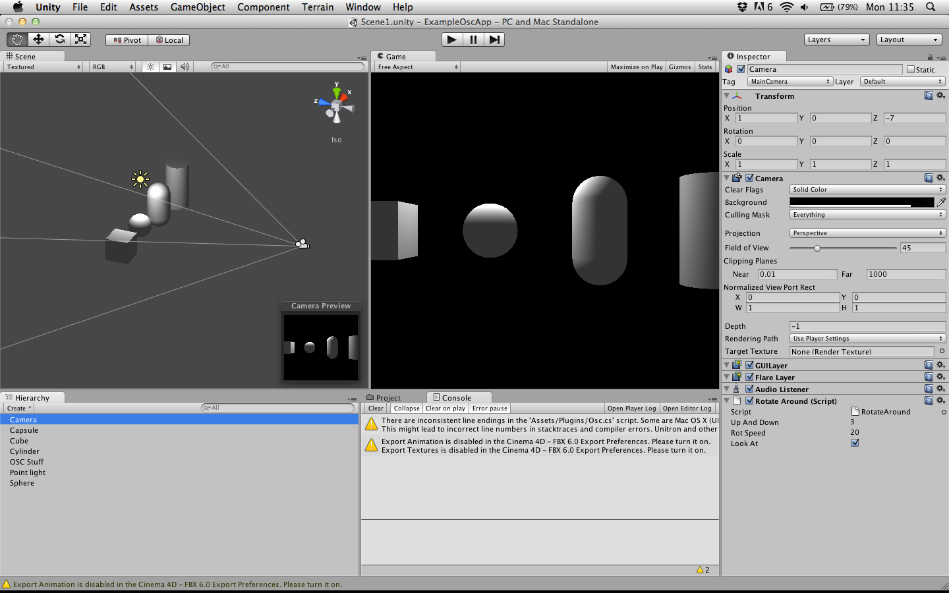 Unity File Edit Assets GameObject Component Terrain Window Help
6 (79%) Mon 11:35
Scene1.unity - ExampleOscApp - PC and Mac Standalone
Pivot Local
Layers Layout
Scene
Textured RGB All
Y
X
Z
Iso
Camera Preview
Game
Free Aspect Maximize on Play Gizmos Stats
Inspector
Camera Static
Tag MainCamera Layer Default
Transform
Position
X 1 Y 0 Z -7
Rotation
X 0 Y 0 Z 0
Scale
X 1 Y 1 Z 1
Camera
Clear Flags Solid Color
Background
Culling Mask Everything
Projection Perspective
Field of View 45
Clipping Planes
Near 0.01 Far 1000
Normalized View Port Rect
X 0 Y 0
W 1 H 1
Depth -1
Rendering Path Use Player Settings
Target Texture None (Render Texture)
GUILayer
Flare Layer
Audio Listener
Rotate Around (Script)
Script RotateAround
Up And Down 3
Rot Speed 20
Look At
Hierarchy
Create All
Camera
Capsule
Cube
Cylinder
OSC Stuff
Point light
Sphere
Project Console
Clear Collapse Clear on play Error pause Open Player Log Open Editor Log
There are inconsistent line endings in the 'Assets/Plugins/Osc.cs' script. Some are Mac OS X (U
This might lead to incorrect line numbers in stacktraces and compiler errors. Unitron and other
Export Animation is disabled in the Cinema 4D - FBX 6.0 Export Preferences. Please turn it on.
Export Textures is disabled in the Cinema 4D - FBX 6.0 Export Preferences. Please turn it on.
2
Export Animation is disabled in the Cinema 4D - FBX 6.0 Export Preferences. Please turn it on.